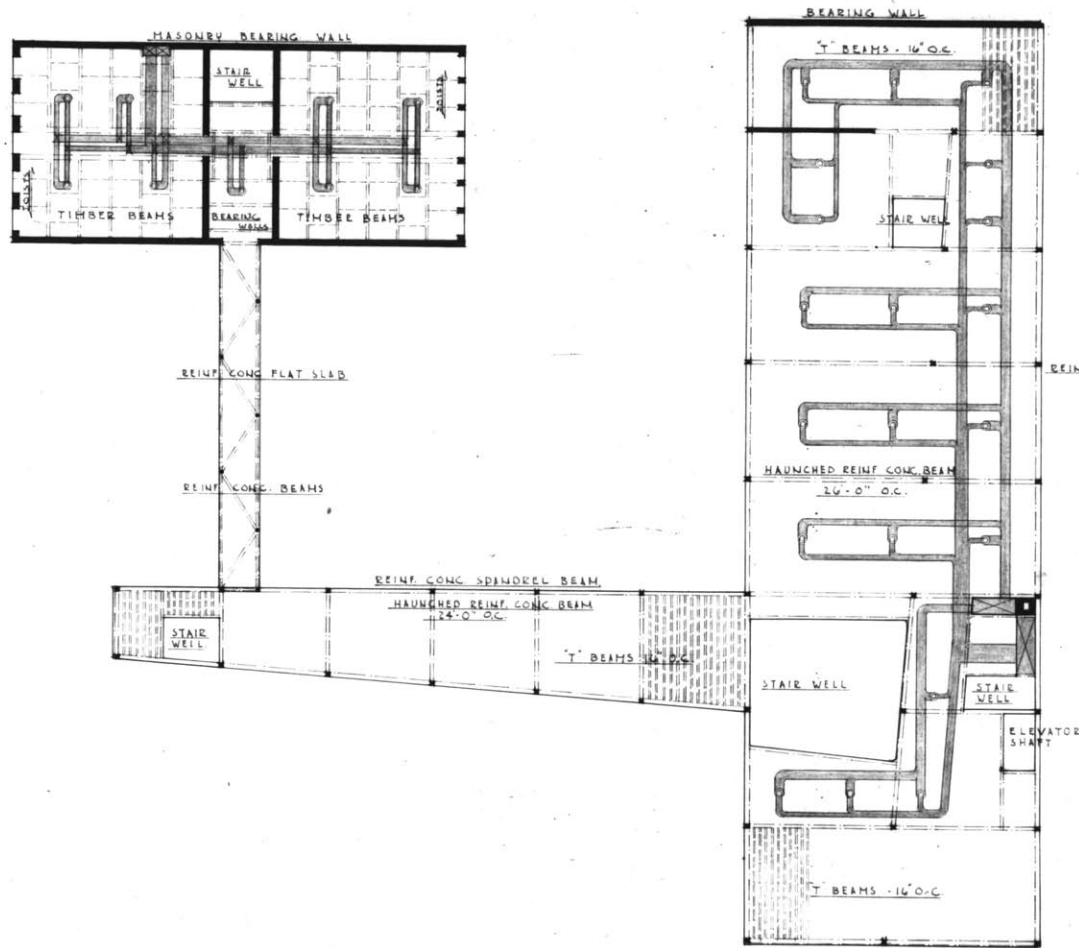 BEARING WALL
MASONRY BEARING WALL
"T" BEAMS - 16" O.C.
STAIR
WELL
JOISTS
JOISTS
TIMBER BEAMS
BEARING
WALLS
TIMBER BEAMS
STAIR WELL
REINF. CONC. FLAT SLAB
REIN
HAUNCHED REINF. CONC. BEAM
26'-0" O.C.
REINF. CONC. BEAMS
REINF. CONC. SPANDREL BEAM
HAUNCHED REINF. CONC. BEAM
24'-0" O.C.
STAIR
WELL
"T" BEAMS 16" O.C.
STAIR WELL
STAIR
WELL
ELEVATOR
SHAFT
"T" BEAMS - 16" O.C.